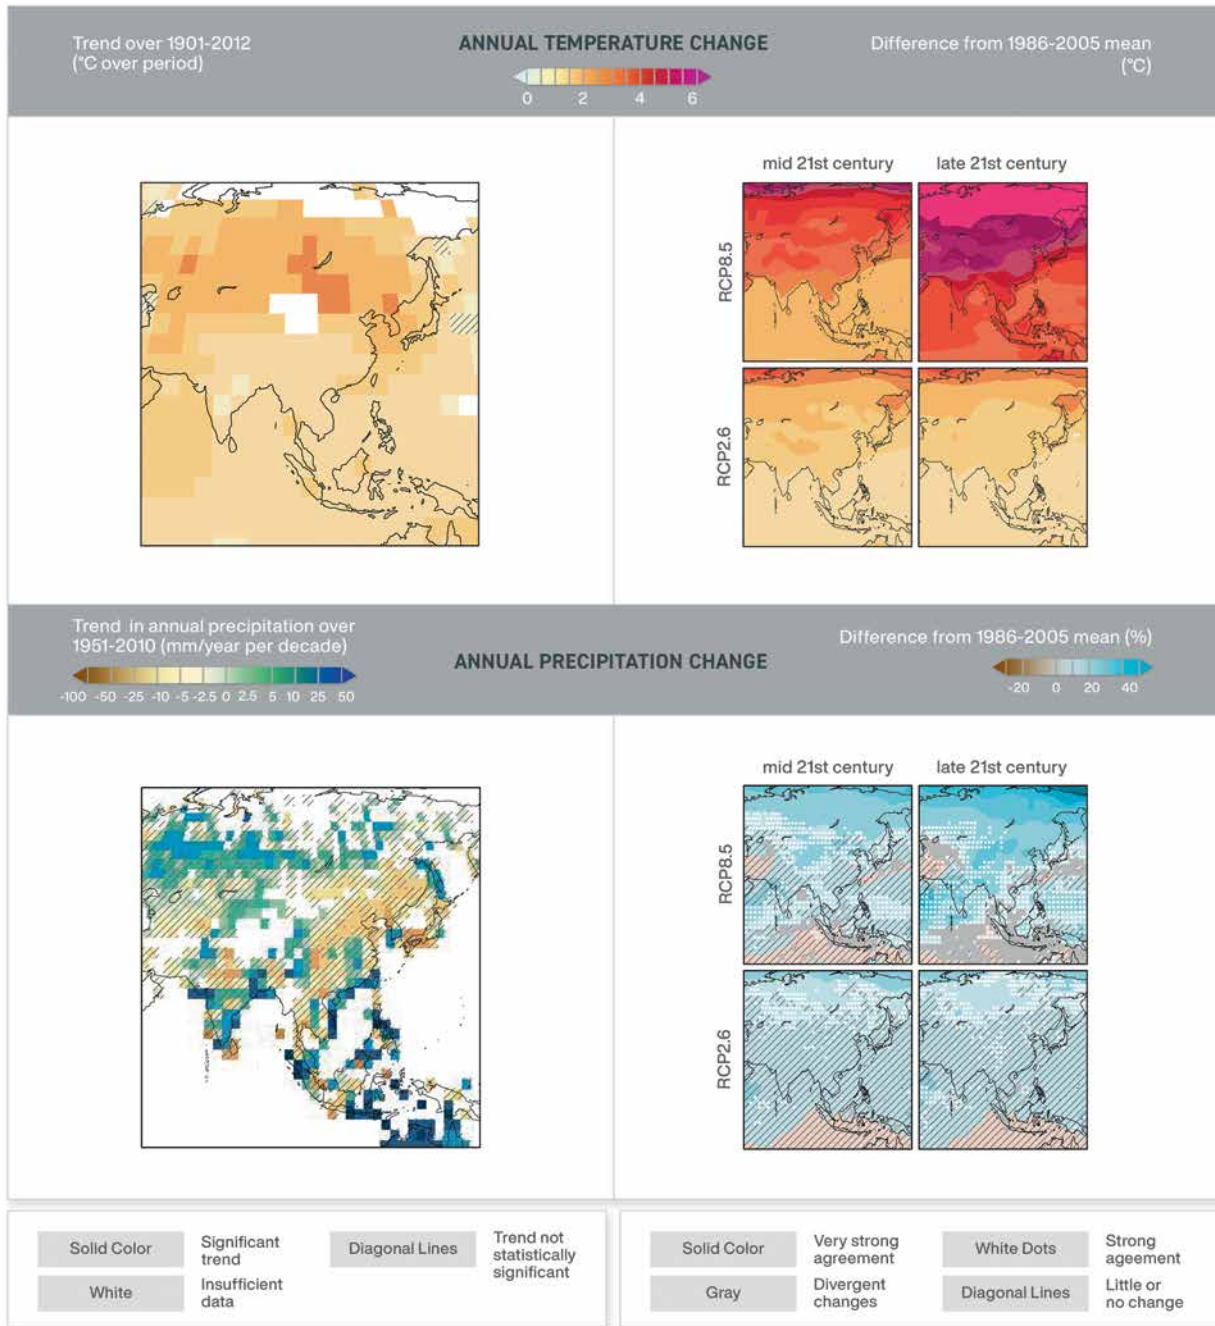 Trend over 1901-2012
(°C over period)
ANNUAL TEMPERATURE CHANGE
0 2 4 6
Difference from 1986-2005 mean
(°C)
mid 21st century
late 21st century
RCP8.5
RCP2.6
Trend in annual precipitation over
1951-2010 (mm/year per decade)
-100 -50 -25 -10 -5 -2.5 0 2.5 5 10 25 50
ANNUAL PRECIPITATION CHANGE
Difference from 1986-2005 mean (%)
-20 0 20 40
mid 21st century
late 21st century
RCP8.5
RCP2.6
Solid Color
Significant
trend
Diagonal Lines
Trend not
statistically
significant
White
Insufficient
data
Solid Color
Very strong
agreement
White Dots
Strong
ageement
Gray
Divergent
changes
Diagonal Lines
Little or
no change